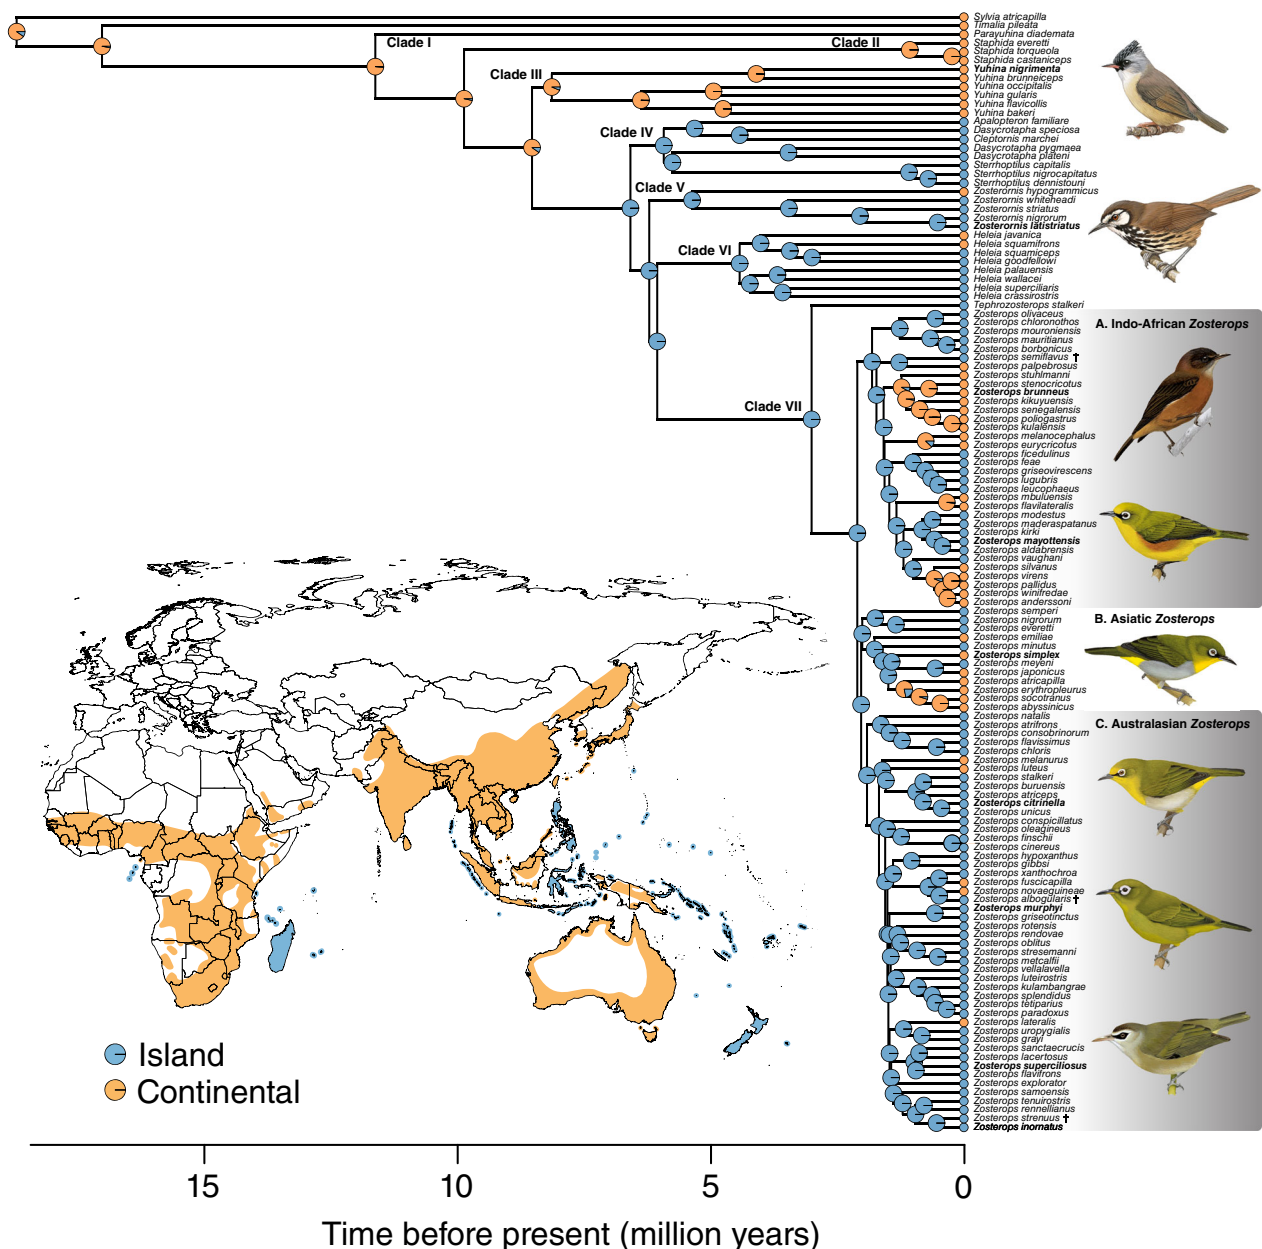 Sylvia atricapilla
Timalia pileata
Parayuhina diademata
Clade I
Clade II
Staphida everetti
Staphida torqueola
Staphida castaniceps
Clade III
Yuhina nigrimenta
Yuhina brunneiceps
Yuhina occipitalis
Yuhina gularis
Yuhina flavicollis
Yuhina bakeri
Clade IV
Apalopteron familiare
Dasycrotapha speciosa
Cleptornis marchei
Dasycrotapha pygmaea
Dasycrotapha plateni
Sterrhoptilus capitalis
Sterrhoptilus nigrocapitatus
Sterrhoptilus dennistouni
Clade V
Zosterornis hypogrammicus
Zosterornis whiteheadi
Zosterornis striatus
Zosterornis nigrorum
Zosterornis latistriatus
Clade VI
Heleia javanica
Heleia squamifrons
Heleia squamiceps
Heleia goodfellowi
Heleia palauensis
Heleia wallacei
Heleia superciliaris
Heleia crassirostris
Tephrozosterops stalkeri
Clade VII
A. Indo-African Zosterops
Zosterops olivaceus
Zosterops chloronothos
Zosterops mouroniensis
Zosterops mauritianus
Zosterops borbonicus
Zosterops semiflavus ✝
Zosterops palpebrosus
Zosterops stuhlmanni
Zosterops stenocricotus
Zosterops brunneus
Zosterops kikuyuensis
Zosterops senegalensis
Zosterops poliogastrus
Zosterops kulalensis
Zosterops melanocephalus
Zosterops eurycricotus
Zosterops ficedulinus
Zosterops feae
Zosterops griseovirescens
Zosterops lugubris
Zosterops leucophaeus
Zosterops mbuluensis
Zosterops flavilateralis
Zosterops modestus
Zosterops maderaspatanus
Zosterops kirki
Zosterops mayottensis
Zosterops aldabrensis
Zosterops vaughani
Zosterops silvanus
Zosterops virens
Zosterops pallidus
Zosterops winifredae
Zosterops anderssoni
B. Asiatic Zosterops
Zosterops semperi
Zosterops nigrorum
Zosterops everetti
Zosterops emiliae
Zosterops minutus
Zosterops simplex
Zosterops meyeni
Zosterops japonicus
Zosterops africapilla
Zosterops erythropleurus
Zosterops socotranus
Zosterops abyssinicus
C. Australasian Zosterops
Zosterops natalis
Zosterops atrifrons
Zosterops consobrinorum
Zosterops flavissimus
Zosterops chloris
Zosterops melanurus
Zosterops luteus
Zosterops stalkeri
Zosterops buruensis
Zosterops atriceps
Zosterops citrinella
Zosterops unicus
Zosterops conspicillatus
Zosterops oleagineus
Zosterops finschii
Zosterops cinereus
Zosterops hypoxanthus
Zosterops gibbsi
Zosterops xanthochroa
Zosterops fuscicapilla
Zosterops novaeguineae
Zosterops albogularis ✝
Zosterops murphyi
Zosterops griseotinctus
Zosterops rotensis
Zosterops rendovae
Zosterops oblitus
Zosterops stresemanni
Zosterops metcalfii
Zosterops vellalavella
Zosterops luteirostris
Zosterops kulambangrae
Zosterops splendidus
Zosterops tetiparius
Zosterops paradoxus
Zosterops lateralis
Zosterops uropygialis
Zosterops grayi
Zosterops sanctaecrucis
Zosterops lacertosus
Zosterops superciliosus
Zosterops flavifrons
Zosterops explorator
Zosterops samoensis
Zosterops tenuirostris
Zosterops rennellianus
Zosterops strenuus ✝
Zosterops inornatus
Island
Continental
15 10 5 0
Time before present (million years)